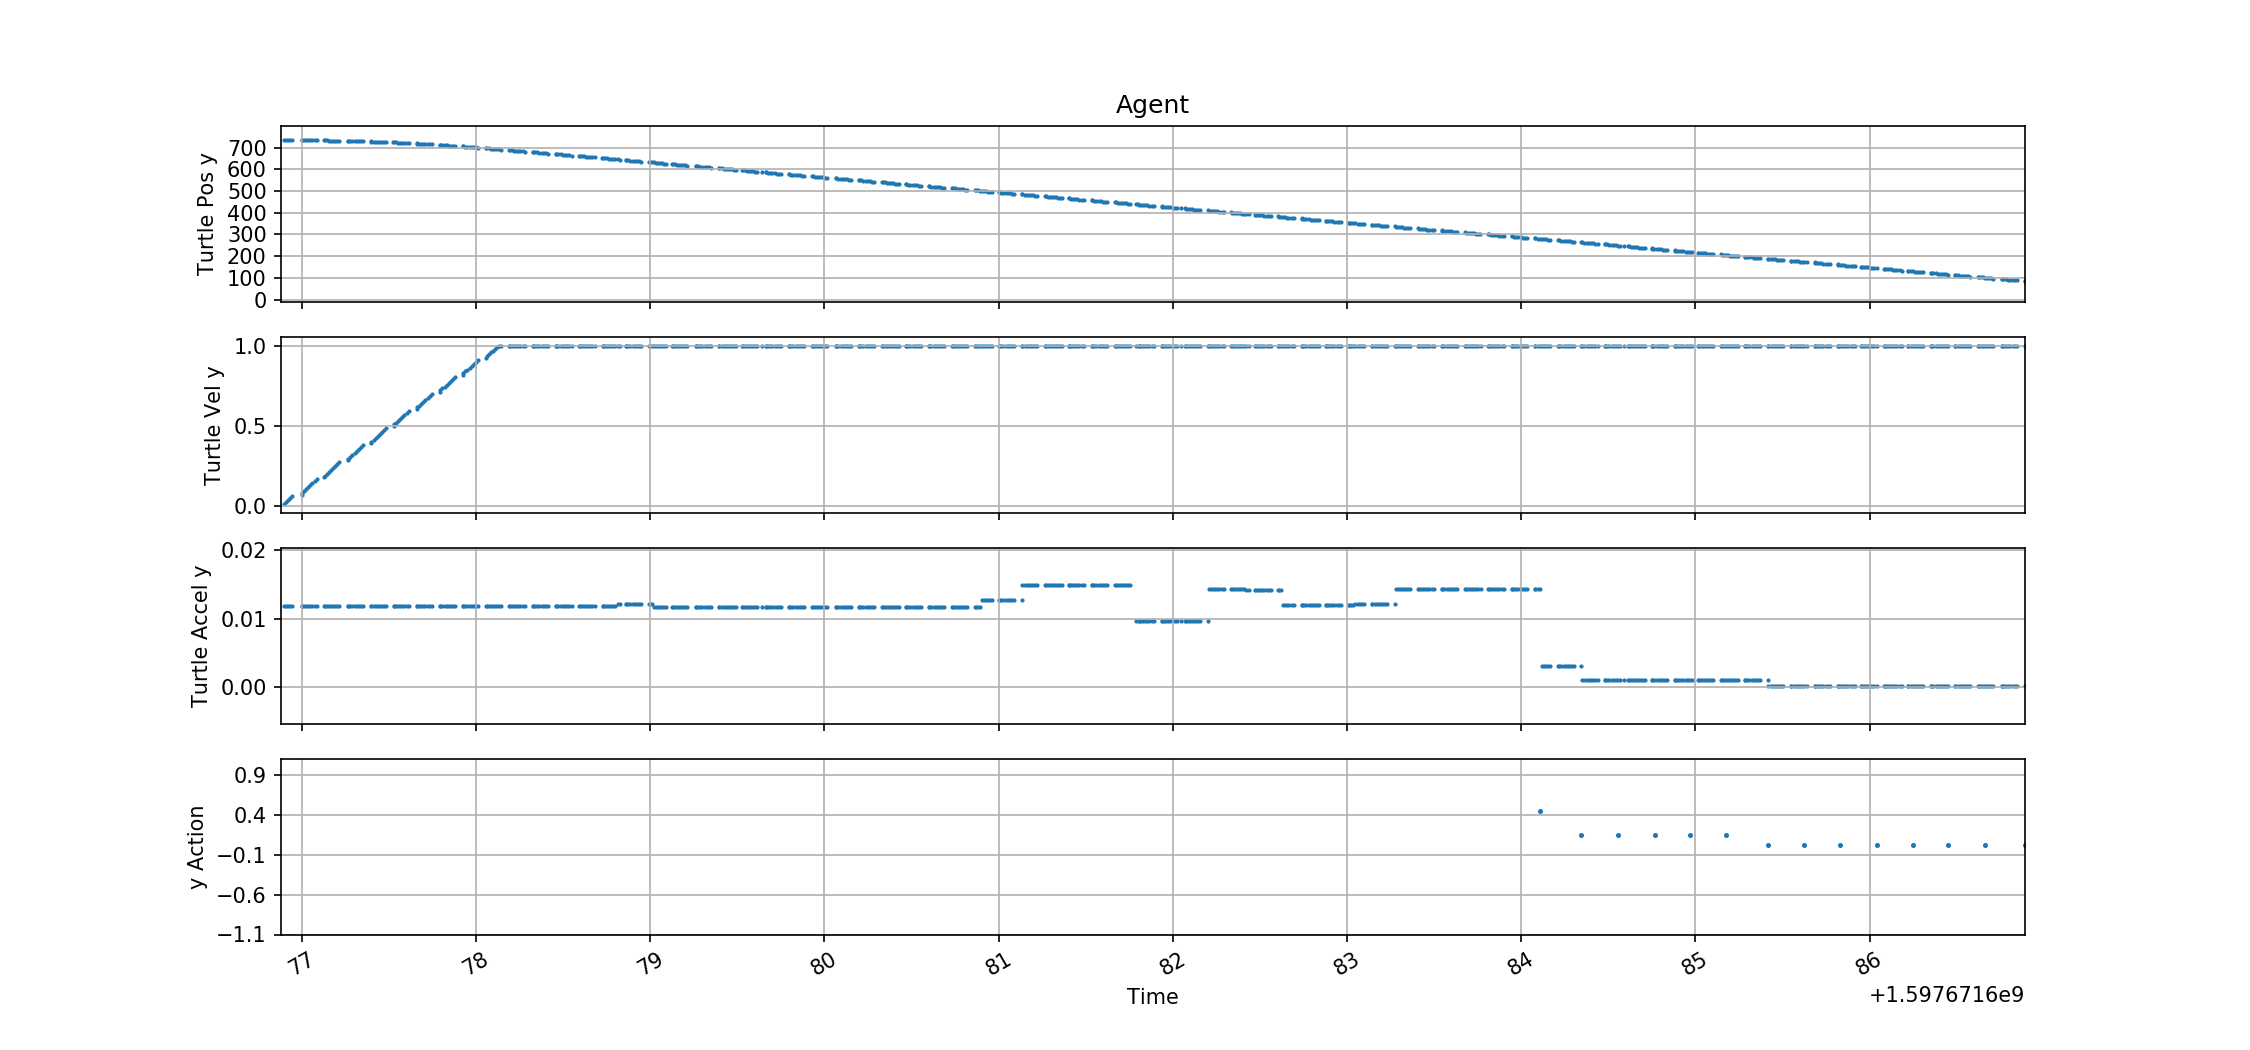 Agent
Turtle Pos y
700
600
500
400
300
200
100
0
Turtle Vel y
1.0
0.5
0.0
Turtle Accel y
0.02
0.01
0.00
y Action
0.9
0.4
−0.1
−0.6
−1.1
77 78 79 80 81 82 83 84 85 86
Time
+1.5976716e9